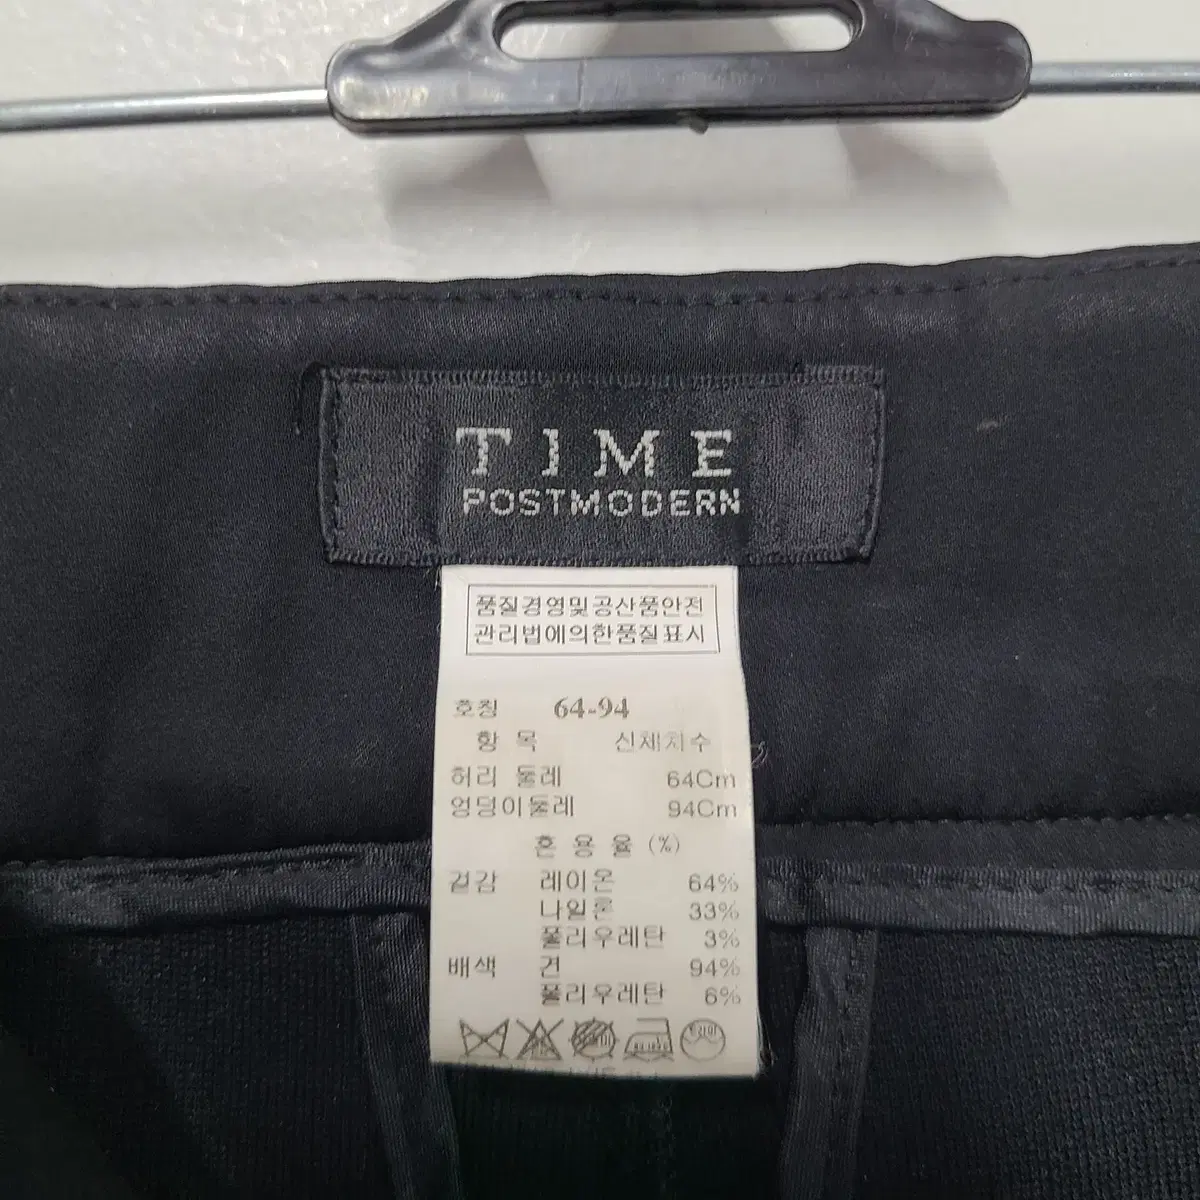 TIME
POSTMODERN
품질경영및공산품안전
관리법에의한품질표시
호칭 64-94
항 목 신체치수
허리 둘레 64Cm
엉덩이둘레 94Cm
혼 용 율 (%)
겉감 레이온 64%
나일론 33%
폴리우레탄 3%
배색 견 94%
폴리우레탄 6%